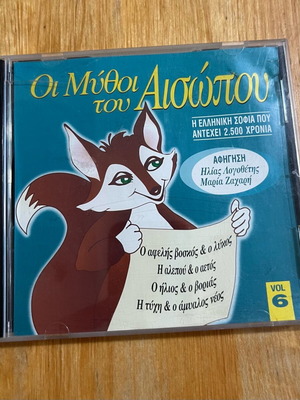 Οι Μύθοι
του Αισώπου
Η ΕΛΛΗΝΙΚΗ ΣΟΦΙΑ ΠΟΥ
ΑΝΤΕΧΕΙ 2.500 ΧΡΟΝΙΑ
ΑΦΗΓΗΣΗ
Ηλίας Λογοθέτης
Μαρία Ζαχαρή
Ο αφελής βοσκός & ο λύκος
Η αλεπού & ο αετός
Ο ήλιος & ο βοριάς
Η τύχη & ο άμυαλος νέος
VOL
6